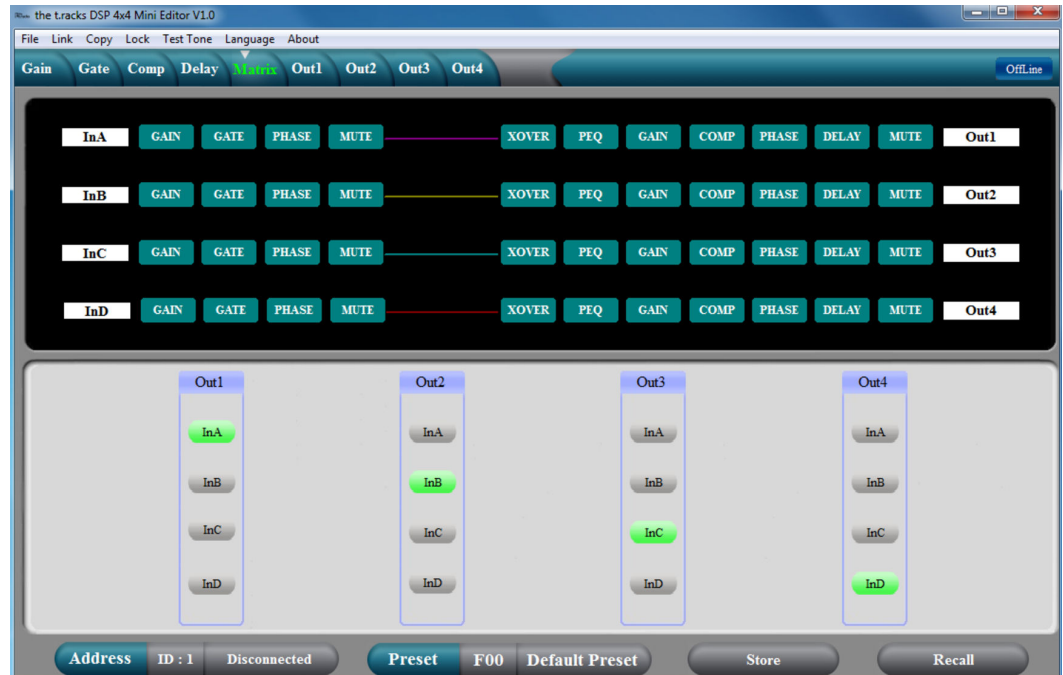 the t.racks DSP 4x4 Mini Editor V1.0
File Link Copy Lock Test Tone Language About
Gain Gate Comp Delay Matrix Out1 Out2 Out3 Out4 OffLine
InA GAIN GATE PHASE MUTE XOVER PEQ GAIN COMP PHASE DELAY MUTE Out1
InB GAIN GATE PHASE MUTE XOVER PEQ GAIN COMP PHASE DELAY MUTE Out2
InC GAIN GATE PHASE MUTE XOVER PEQ GAIN COMP PHASE DELAY MUTE Out3
InD GAIN GATE PHASE MUTE XOVER PEQ GAIN COMP PHASE DELAY MUTE Out4
Out1 Out2 Out3 Out4
InA InA InA InA
InB InB InB InB
InC InC InC InC
InD InD InD InD
Address ID : 1 Disconnected Preset F00 Default Preset Store Recall